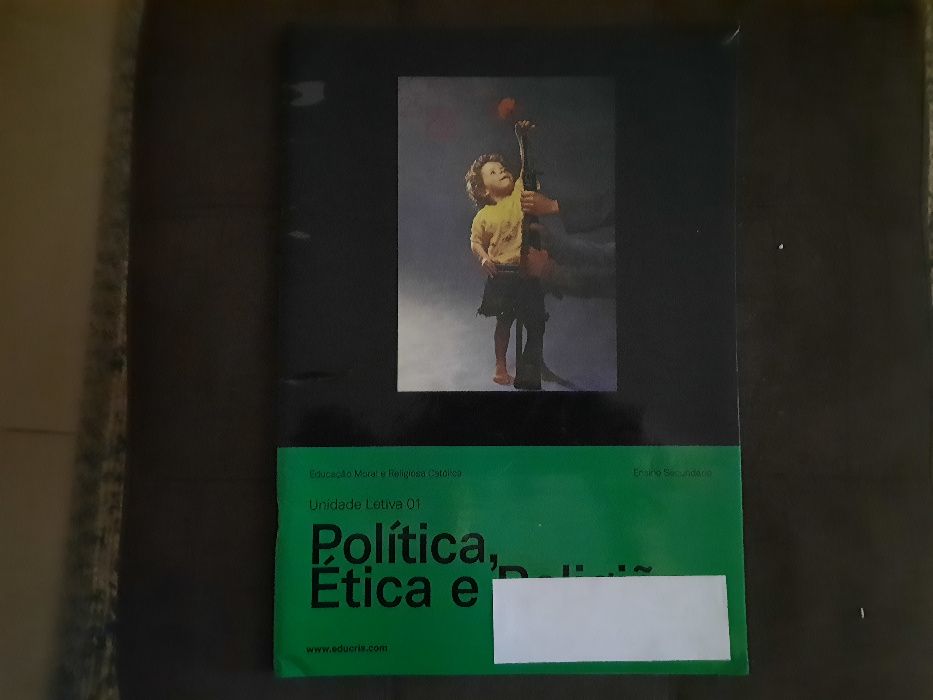 Educação Moral e Religiosa Católica
Ensino Secundário
Unidade Letiva 01
Política,
Ética e
www.educris.com